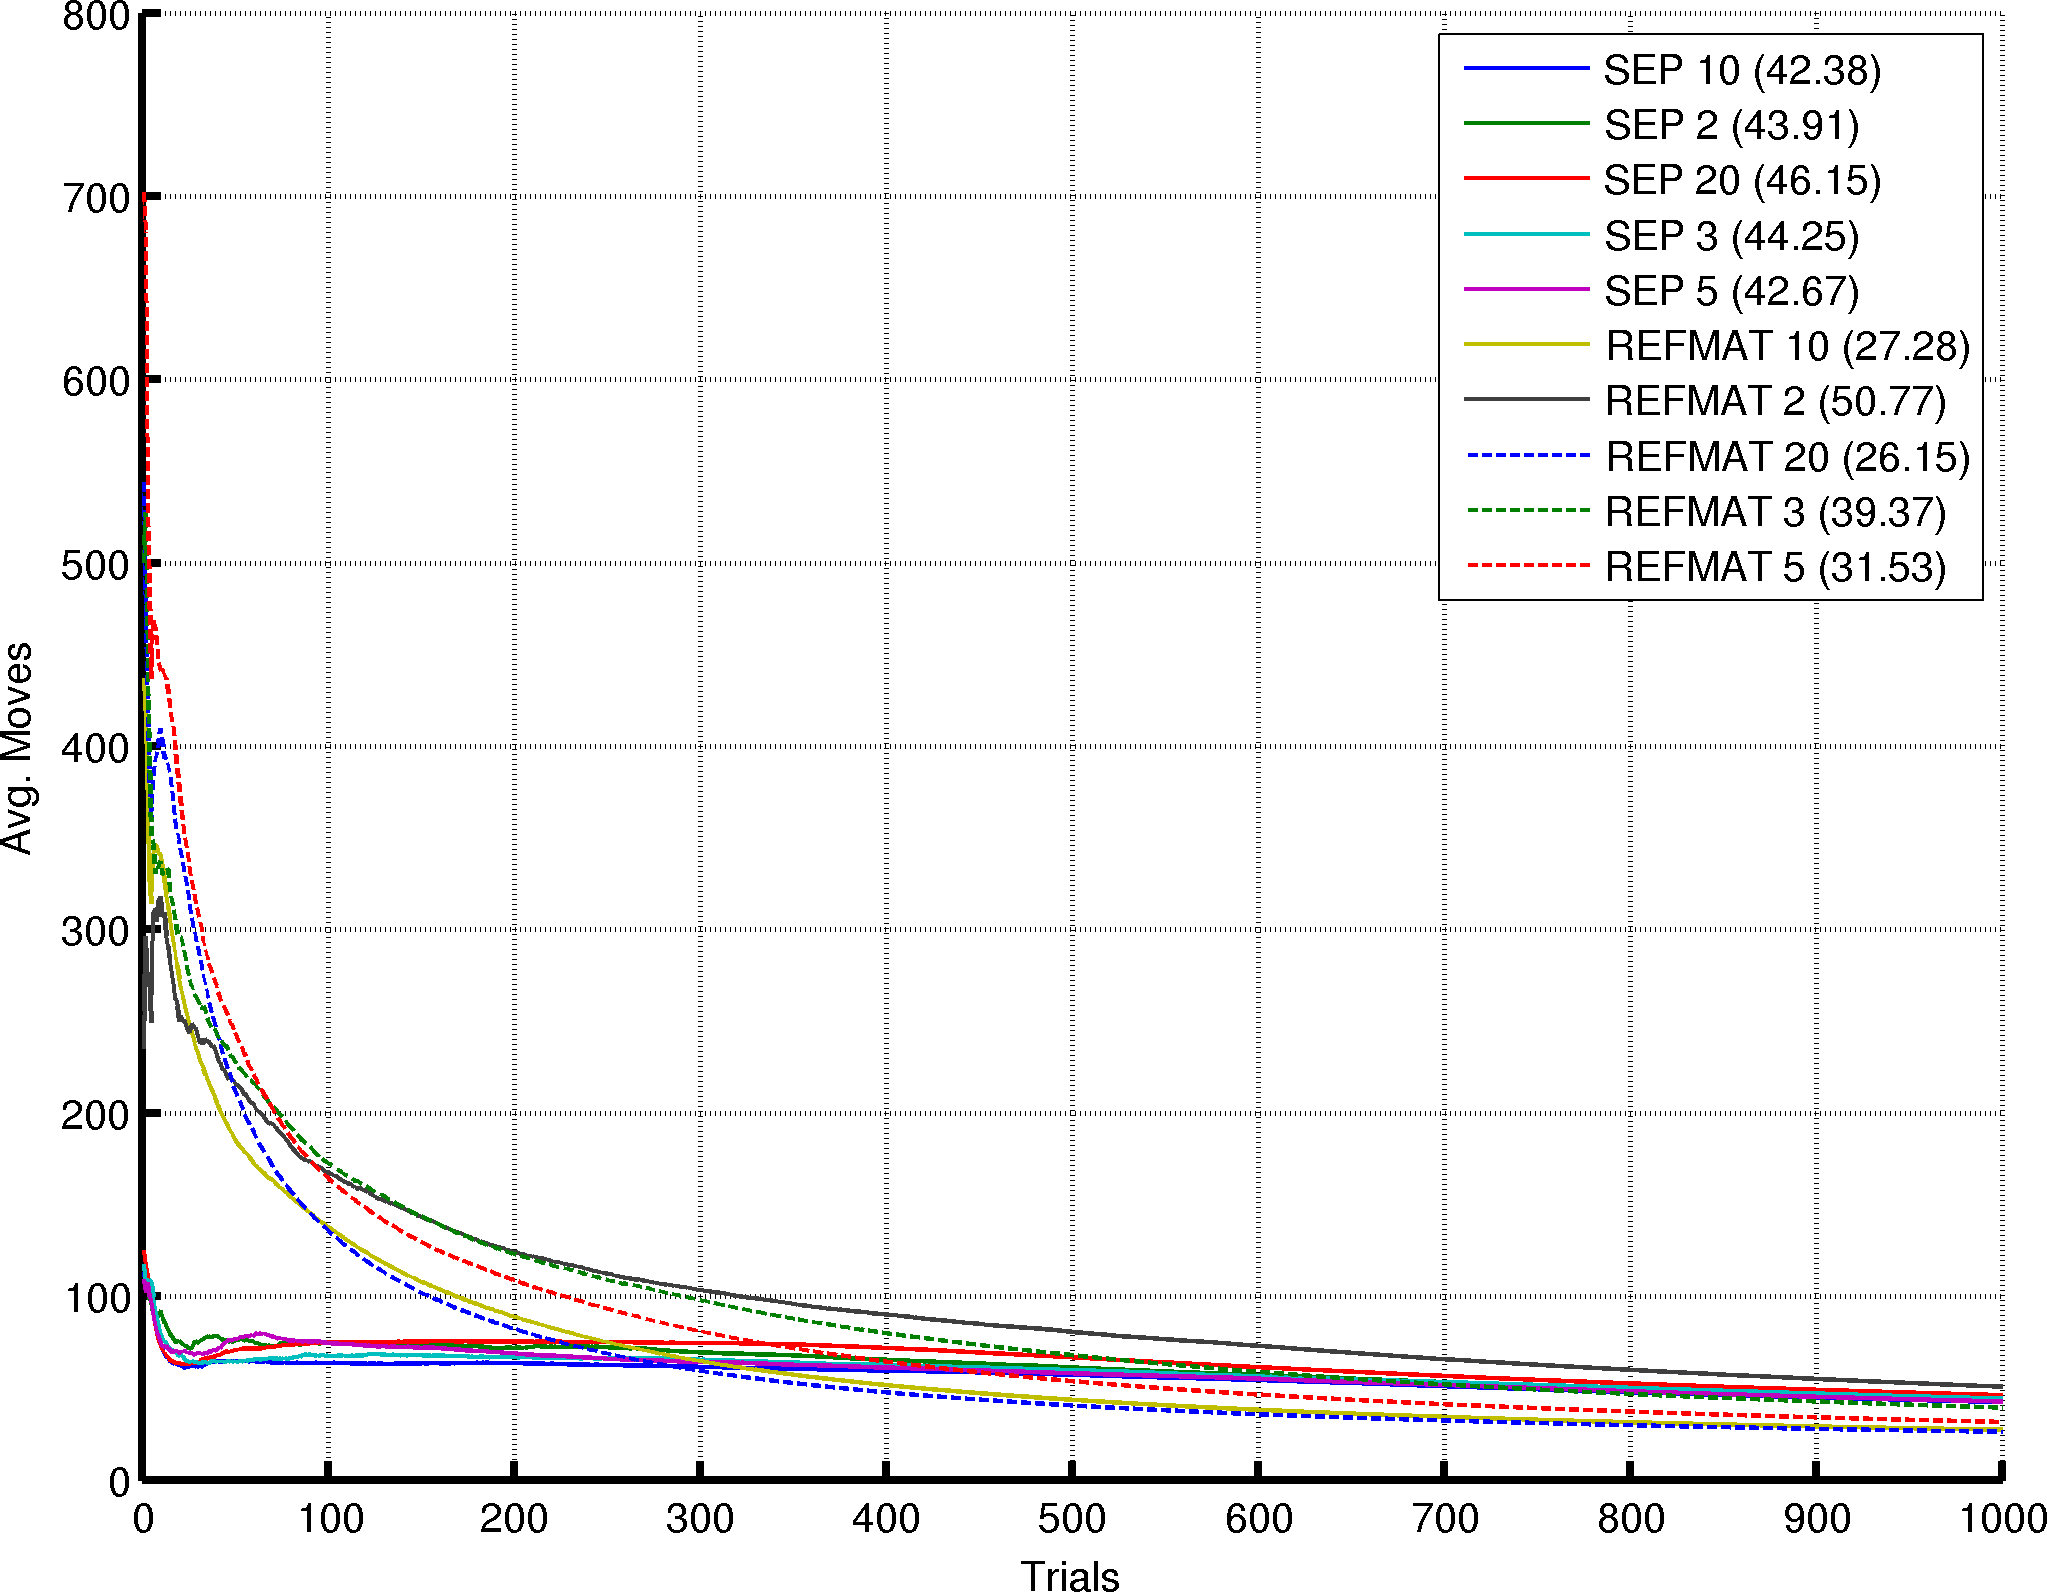 800
700
600
500
400
300
200
100
0
Avg. Moves
0 100 200 300 400 500 600 700 800 900 1000
Trials
SEP 10 (42.38)
SEP 2 (43.91)
SEP 20 (46.15)
SEP 3 (44.25)
SEP 5 (42.67)
REFMAT 10 (27.28)
REFMAT 2 (50.77)
REFMAT 20 (26.15)
REFMAT 3 (39.37)
REFMAT 5 (31.53)